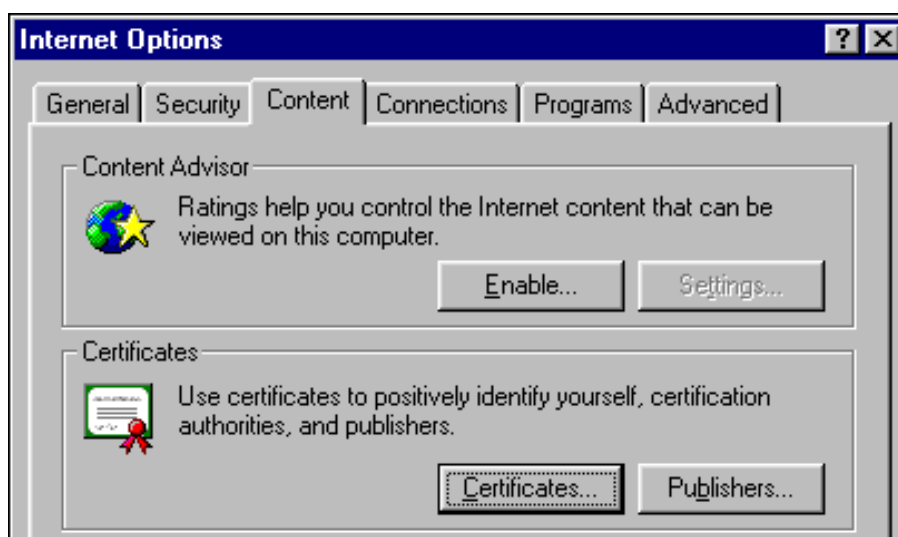 Internet Options
General Security Content Connections Programs Advanced
Content Advisor
Ratings help you control the Internet content that can be
viewed on this computer.
Enable... Settings...
Certificates
Use certificates to positively identify yourself, certification
authorities, and publishers.
Certificates... Publishers...